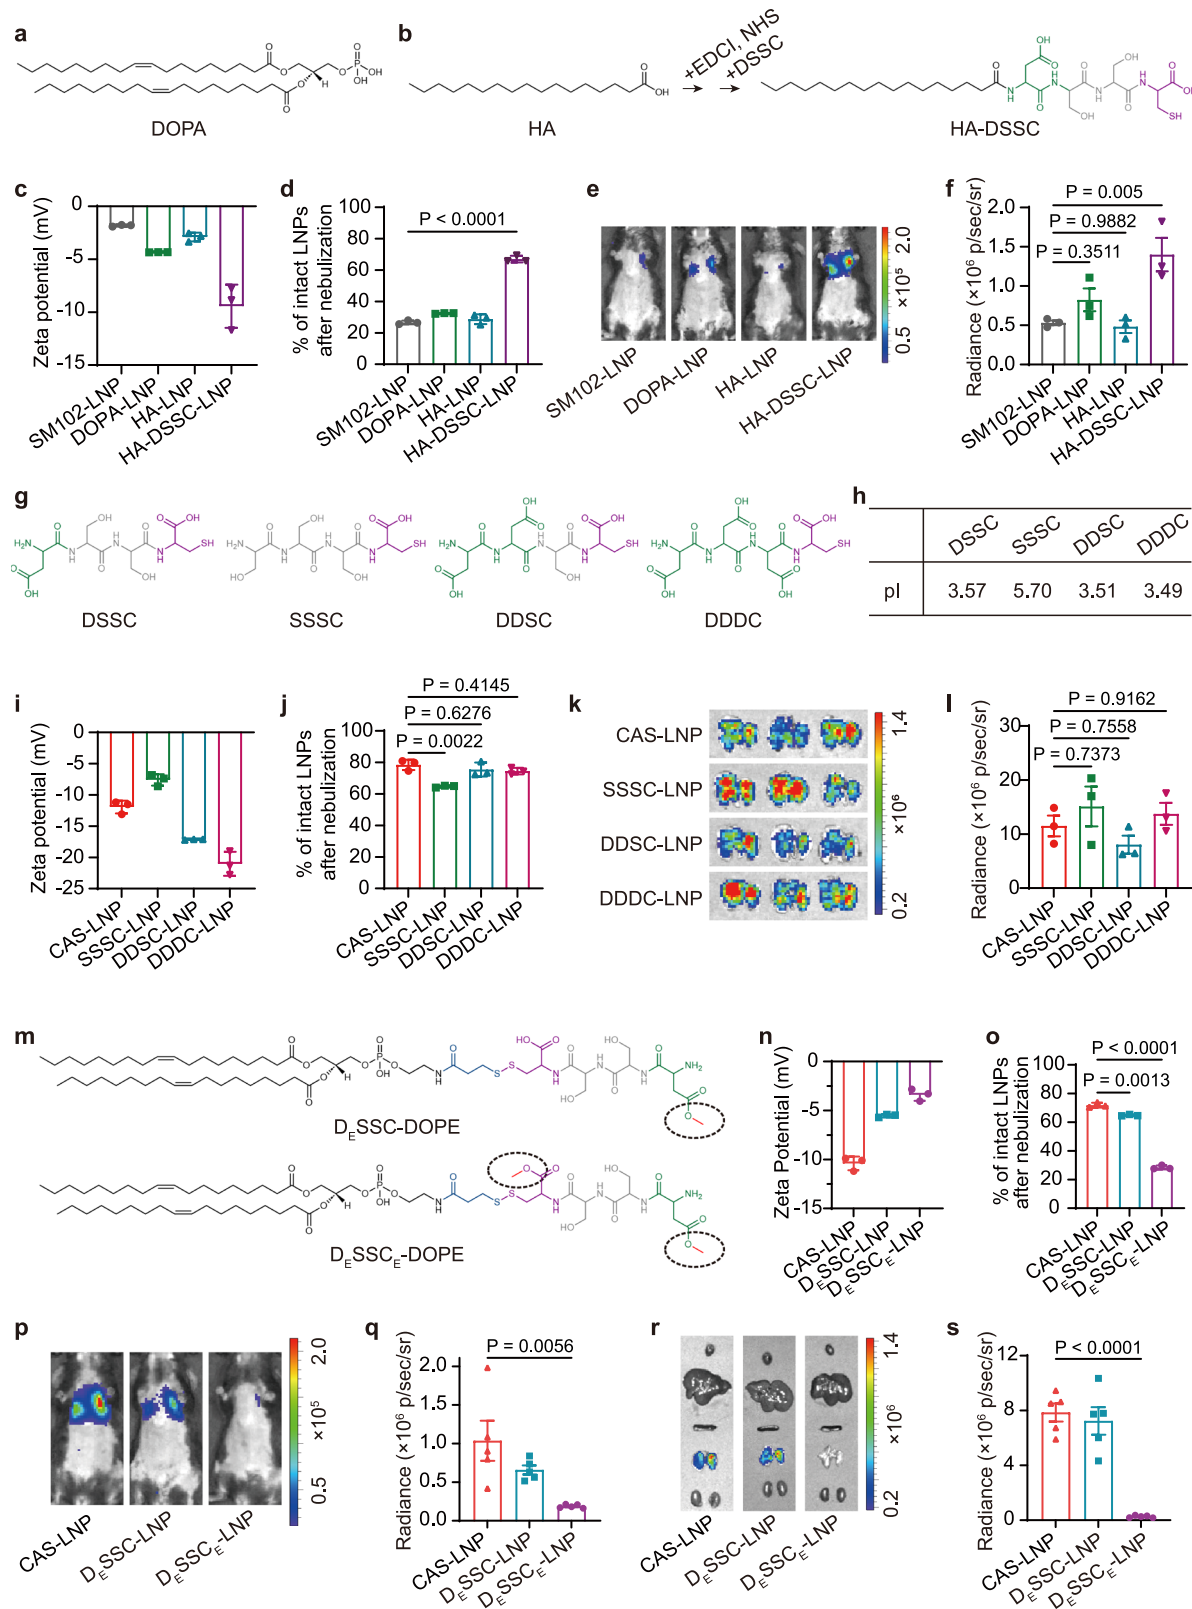 a
DOPA
b
HA
+EDCI, NHS
+DSSC
HA-DSSC
c
Zeta potential (mV)
0
-5
-10
-15
SM102-LNP
DOPA-LNP
HA-LNP
HA-DSSC-LNP
d
% of intact LNPs
after nebulization
100
80
60
40
20
0
P < 0.0001
SM102-LNP
DOPA-LNP
HA-LNP
HA-DSSC-LNP
e
SM102-LNP
DOPA-LNP
HA-LNP
HA-DSSC-LNP
2.0
×10⁵
0.5
f
Radiance (×10⁶ p/sec/sr)
P = 0.005
P = 0.9882
P = 0.3511
2.0
1.5
1.0
0.5
0.0
SM102-LNP
DOPA-LNP
HA-LNP
HA-DSSC-LNP
g
DSSC
SSSC
DDSC
DDDC
h
DSSC SSSC DDSC DDDC
pI 3.57 5.70 3.51 3.49
i
Zeta potential (mV)
0
-5
-10
-15
-20
-25
CAS-LNP
SSSC-LNP
DDSC-LNP
DDDC-LNP
j
% of intact LNPs
after nebulization
P = 0.4145
P = 0.6276
P = 0.0022
100
80
60
40
20
0
CAS-LNP
SSSC-LNP
DDSC-LNP
DDDC-LNP
k
CAS-LNP
SSSC-LNP
DDSC-LNP
DDDC-LNP
1.4
×10⁶
0.2
l
Radiance (×10⁶ p/sec/sr)
P = 0.9162
P = 0.7558
P = 0.7373
30
20
10
0
CAS-LNP
SSSC-LNP
DDSC-LNP
DDDC-LNP
m
D_ESSC-DOPE
D_ESSC_E-DOPE
n
Zeta Potential (mV)
0
-5
-10
-15
CAS-LNP
D_ESSC-LNP
D_ESSC_E-LNP
o
% of intact LNPs
after nebulization
P < 0.0001
P = 0.0013
100
80
60
40
20
0
CAS-LNP
D_ESSC-LNP
D_ESSC_E-LNP
p
CAS-LNP
D_ESSC-LNP
D_ESSC_E-LNP
2.0
×10⁵
0.5
q
Radiance (×10⁶ p/sec/sr)
P = 0.0056
2.0
1.5
1.0
0.5
0.0
CAS-LNP
D_ESSC-LNP
D_ESSC_E-LNP
r
CAS-LNP
D_ESSC-LNP
D_ESSC_E-LNP
1.4
×10⁶
0.2
s
Radiance (×10⁶ p/sec/sr)
P < 0.0001
12
8
4
0
CAS-LNP
D_ESSC-LNP
D_ESSC_E-LNP